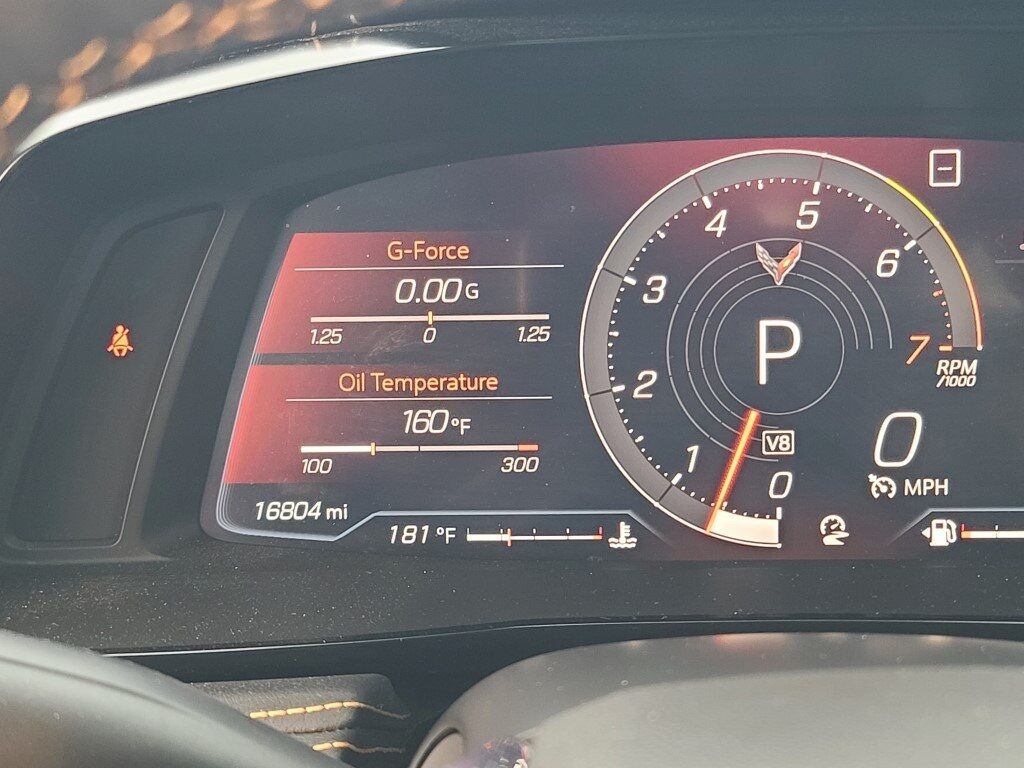 G-Force
0.00 G
1.25 0 1.25
Oil Temperature
160 °F
100 300
16804 mi
181 °F
0
1
2
3
4
5
6
7
RPM
/1000
P
V8
0
MPH